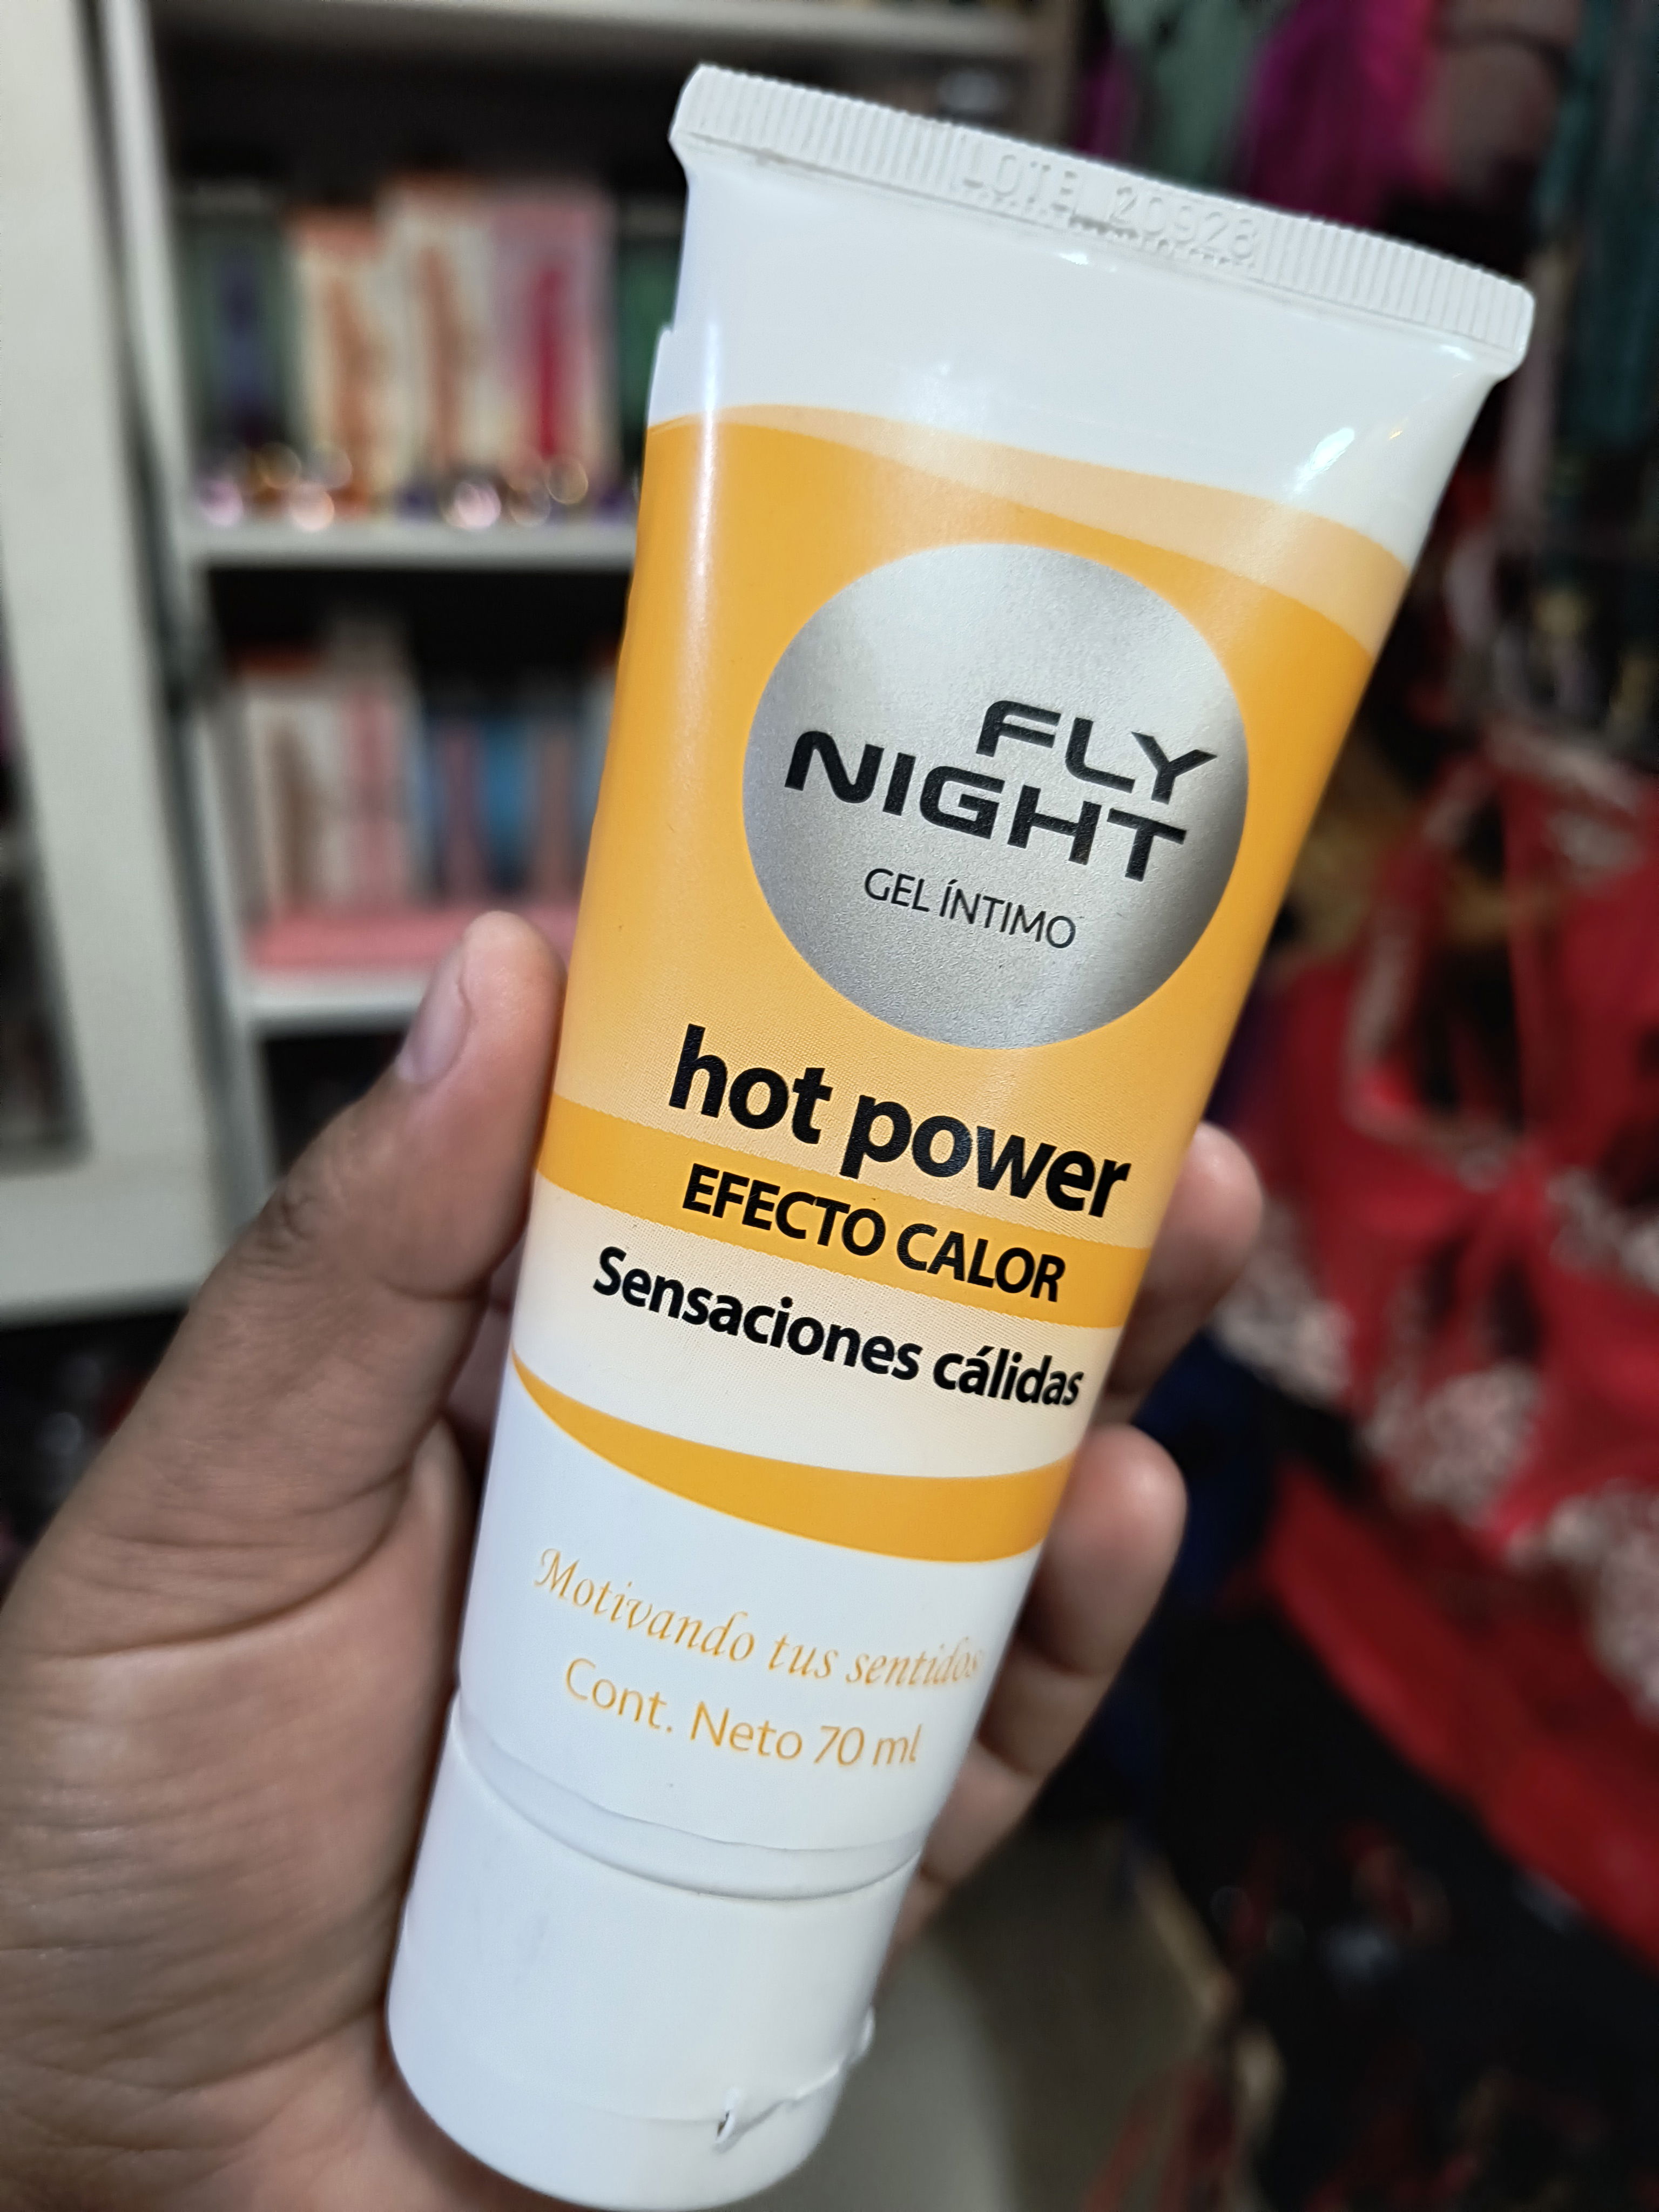 LOTE 20928
FLY
NIGHT
GEL ÍNTIMO
hot power
EFECTO CALOR
Sensaciones cálidas
Motivando tus sentidos
Cont. Neto 70 ml